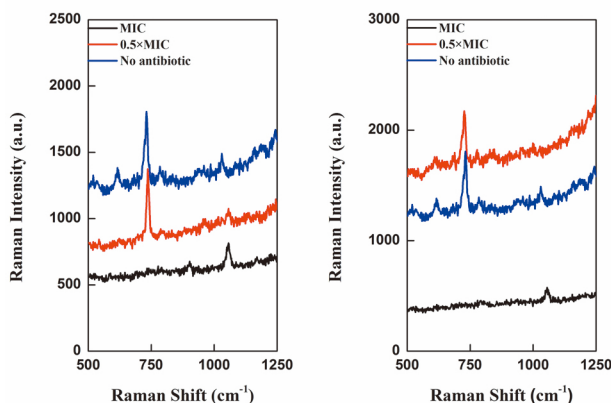 MIC
0.5×MIC
No antibiotic
2500
2000
1500
1000
500
0
500
750
1000
1250
Raman Intensity (a.u.)
Raman Shift (cm⁻¹)
MIC
0.5×MIC
No antibiotic
3000
2000
1000
0
500
750
1000
1250
Raman Intensity (a.u.)
Raman Shift (cm⁻¹)